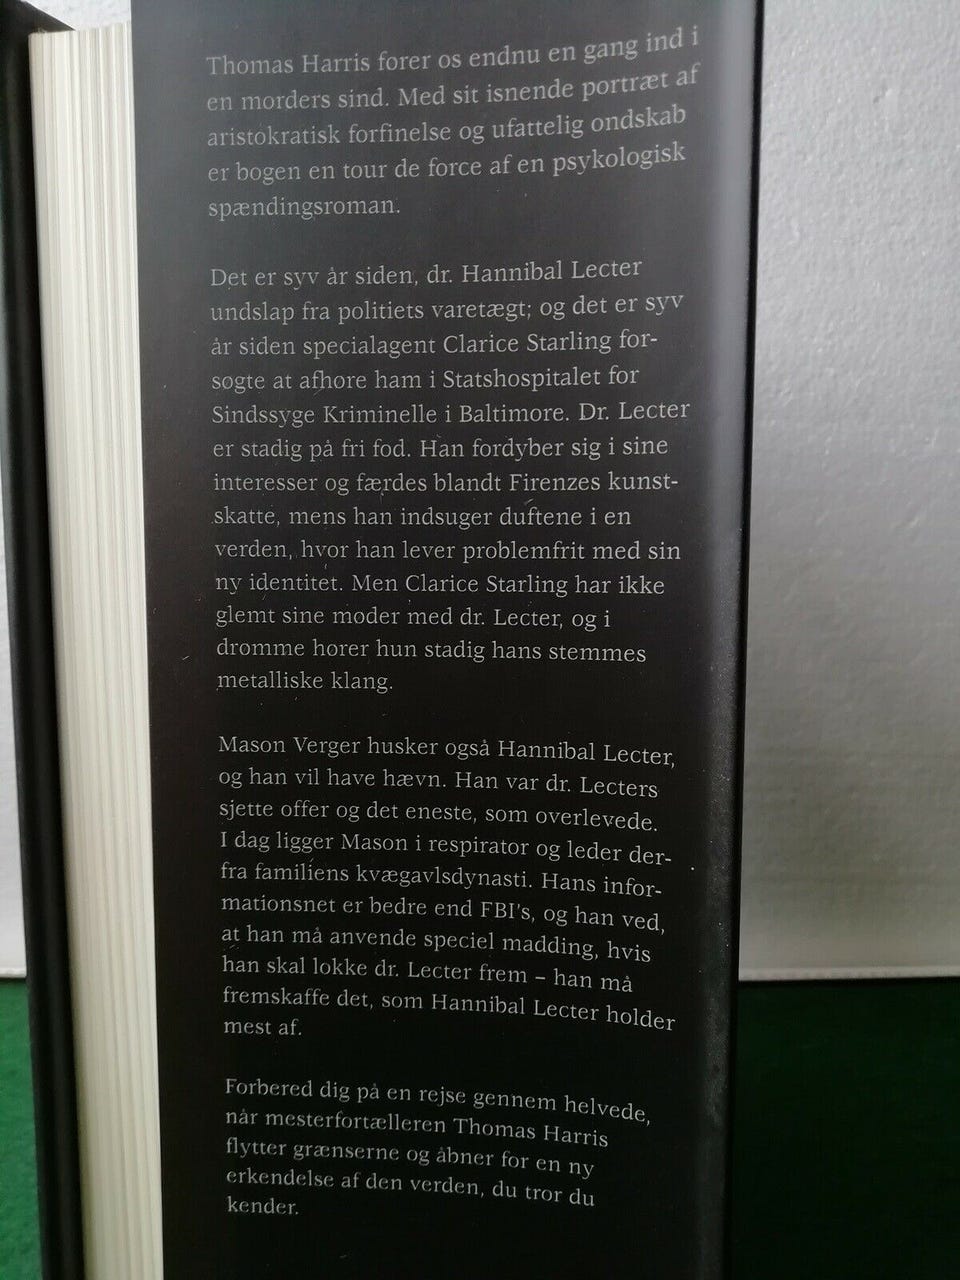 Thomas Harris fører os endnu en gang ind i
en morders sind. Med sit isnende portræt af
aristokratisk forfinelse og ufattelig ondskab
er bogen en tour de force af en psykologisk
spændingsroman.
Det er syv år siden, dr. Hannibal Lecter
undslap fra politiets varetægt; og det er syv
år siden specialagent Clarice Starling for-
søgte at afhøre ham i Statshospitalet for
Sindssyge Kriminelle i Baltimore. Dr. Lecter
er stadig på fri fod. Han fordyber sig i sine
interesser og færdes blandt Firenzes kunst-
skatte, mens han indsuger duftene i en
verden, hvor han lever problemfrit med sin
ny identitet. Men Clarice Starling har ikke
glemt sine møder med dr. Lecter, og i
drømme hører hun stadig hans stemmes
metalliske klang.
Mason Verger husker også Hannibal Lecter,
og han vil have hævn. Han var dr. Lecters
sjette offer og det eneste, som overlevede.
I dag ligger Mason i respirator og leder der-
fra familiens kvægavlsdynasti. Hans infor-
mationsnet er bedre end FBI's, og han ved,
at han må anvende speciel madding, hvis
han skal lokke dr. Lecter frem – han må
fremskaffe det, som Hannibal Lecter holder
mest af.
Forbered dig på en rejse gennem helvede,
når mesterfortælleren Thomas Harris
flytter grænserne og åbner for en ny
erkendelse af den verden, du tror du
kender.